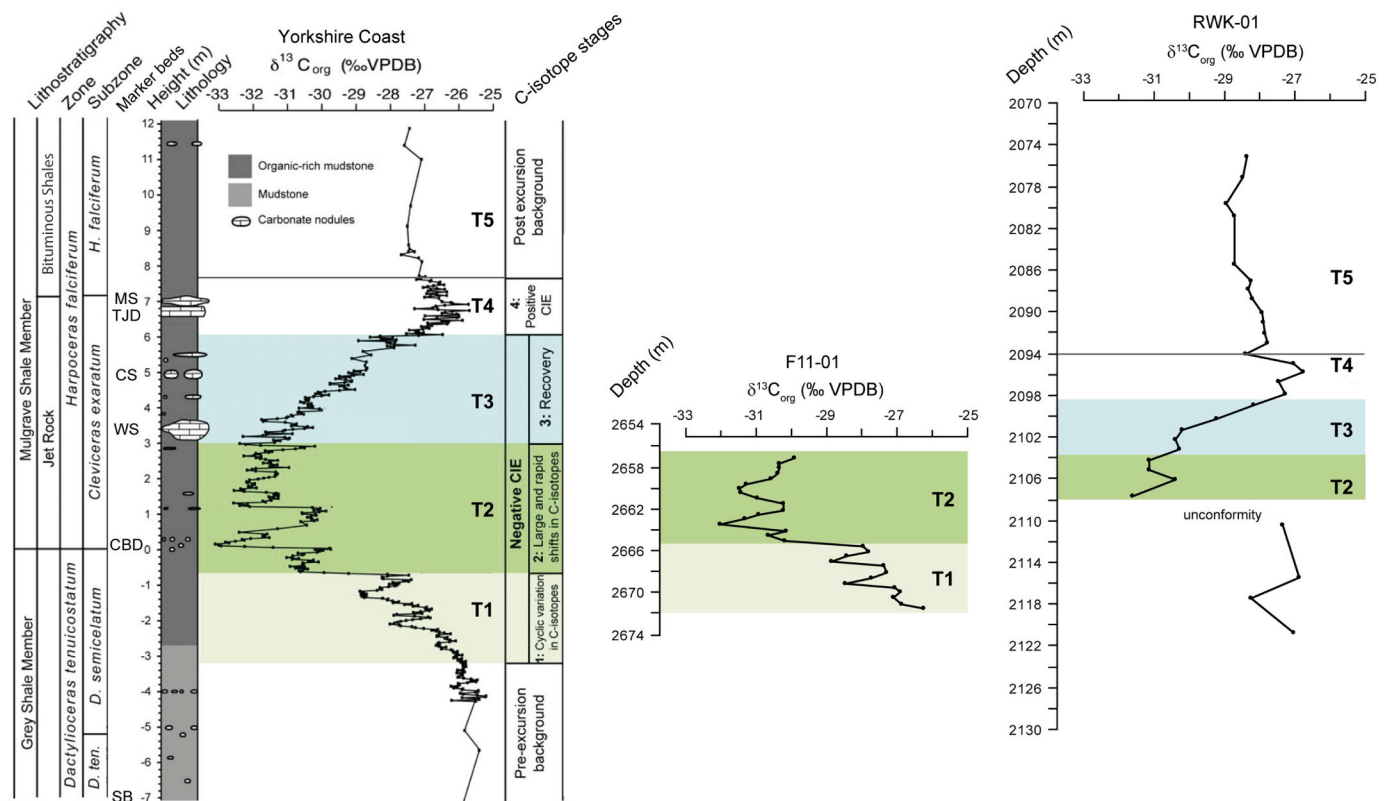 Lithostratigraphy
Zone
Subzone
Marker beds
Height (m)
Lithology
Yorkshire Coast
δ13 Corg (‰VPDB)
C-isotope stages
-33 -32 -31 -30 -29 -28 -27 -26 -25
Grey Shale Member
Mulgrave Shale Member
Jet Rock
Bituminous Shales
Dactylioceras tenuicostatum
Harpoceras falciferum
D. ten.
D. semicelatum
Cleviceras exaratum
H. falciferum
MS
TJD
CS
WS
CBD
SB
12
11
10
9
8
7
6
5
4
3
2
1
0
-1
-2
-3
-4
-5
-6
-7
Organic-rich mudstone
Mudstone
Carbonate nodules
T5
T4
T3
T2
T1
Post excursion
background
4:
Positive
CIE
Negative CIE
3: Recovery
2: Large and rapid
shifts in C-isotopes
1: Cyclic variation
in C-isotopes
Pre-excursion
background
F11-01
δ13Corg (‰ VPDB)
Depth (m)
-33 -31 -29 -27 -25
2654
2658
2662
2666
2670
2674
T2
T1
RWK-01
δ13Corg (‰ VPDB)
Depth (m)
-33 -31 -29 -27 -25
2070
2074
2078
2082
2086
2090
2094
2098
2102
2106
2110
2114
2118
2122
2126
2130
T5
T4
T3
T2
unconformity